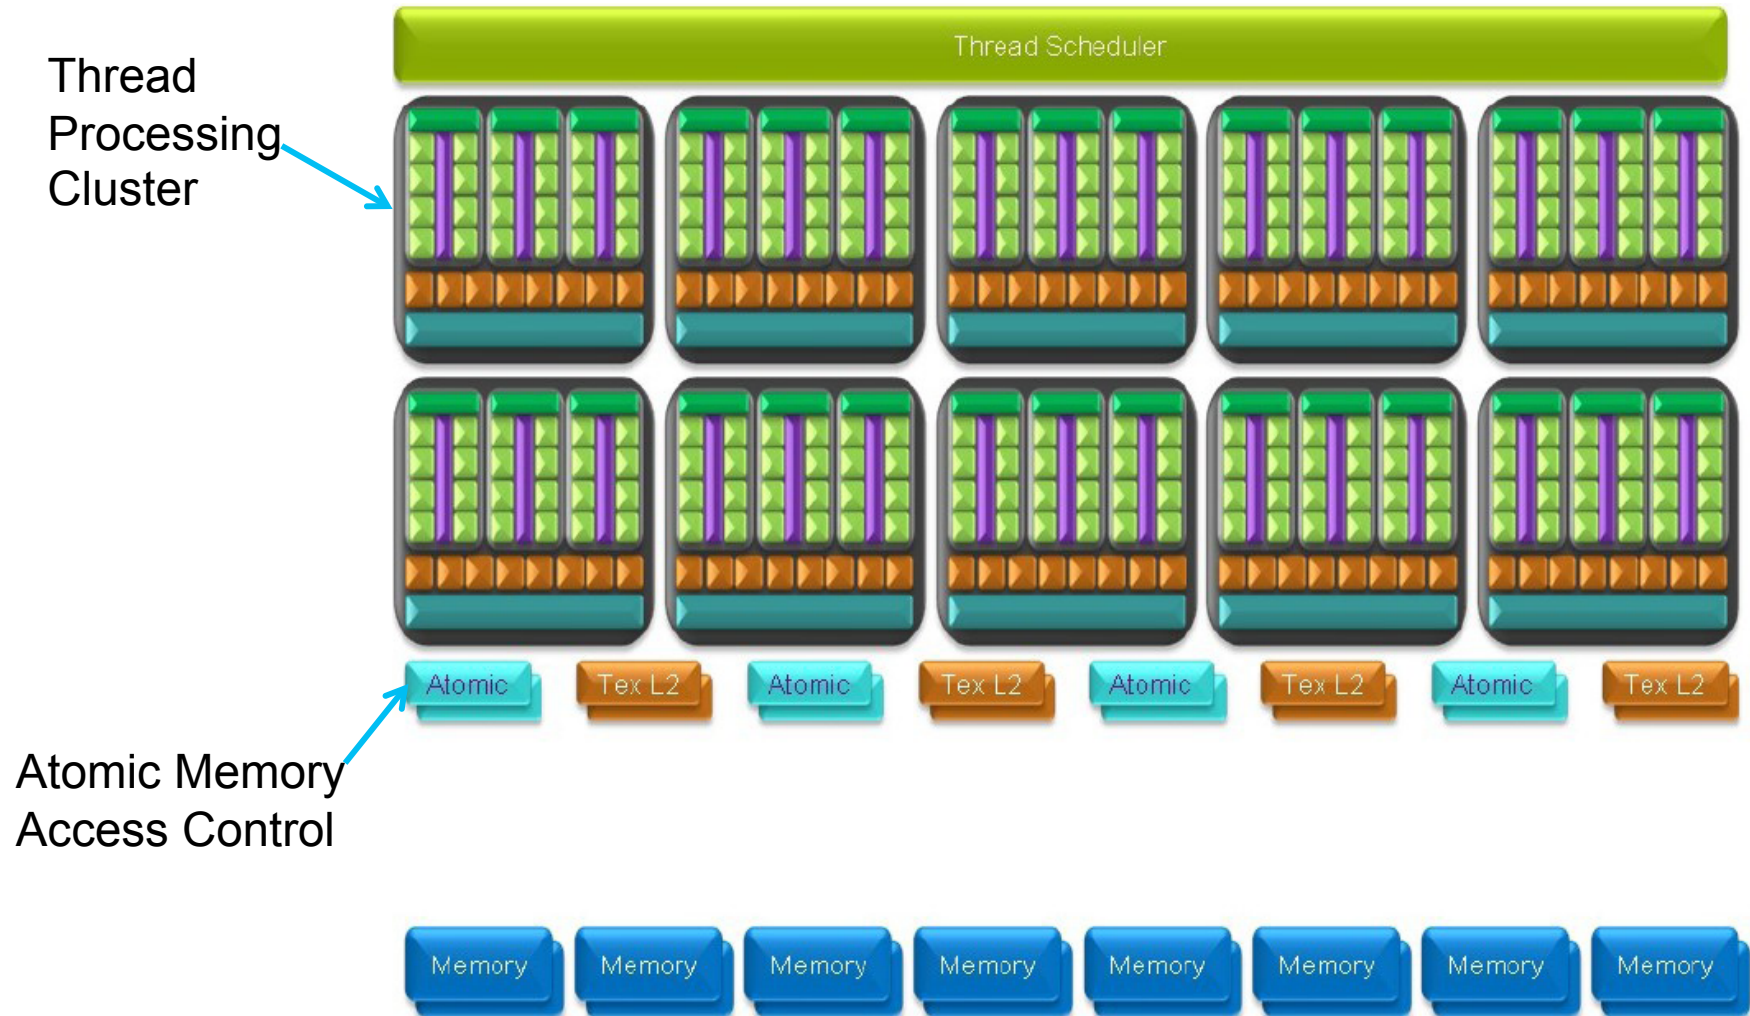 Thread Scheduler
Thread
Processing
Cluster
Atomic
Tex L2
Atomic
Tex L2
Atomic
Tex L2
Atomic
Tex L2
Atomic Memory
Access Control
Memory
Memory
Memory
Memory
Memory
Memory
Memory
Memory